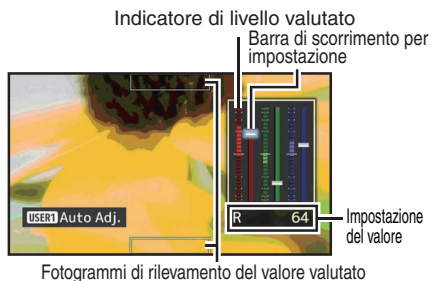 Indicatore di livello valutato
Barra di scorrimento per
impostazione
USER1 Auto Adj.
R 64
Impostazione
del valore
Fotogrammi di rilevamento del valore valutato